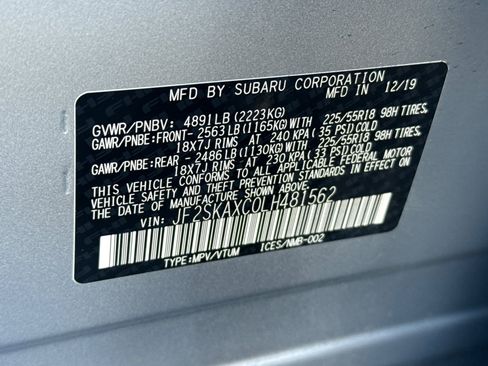 MFD BY SUBARU CORPORATION 12/19
GVWR/PNBV: 4891LB(2223KG)
GAWR/PNBE:FRONT- 2563LB(1165KG)WITH 225/55R18 98H TIRES,
18X7J RIMS AT 240 KPA(35 PSI)COLD
GAWR/PNBE:REAR - 2486LB(1130KG)WITH 225/55R18 98H TIRES,
18X7J RIMS AT 230 KPA(33 PSI)COLD
THIS VEHICLE CONFORMS TO ALL APPLICABLE FEDERAL MOTOR
VEHICLE SAFETY AND THEFT PREVENTION STANDARDS IN
EFFECT ON THE DATE OF MANUFACTURE SHOWN ABOVE.
VIN: JF2SKAXC0LH481562
TYPE:MPV/VTUM ICES/NMB-002